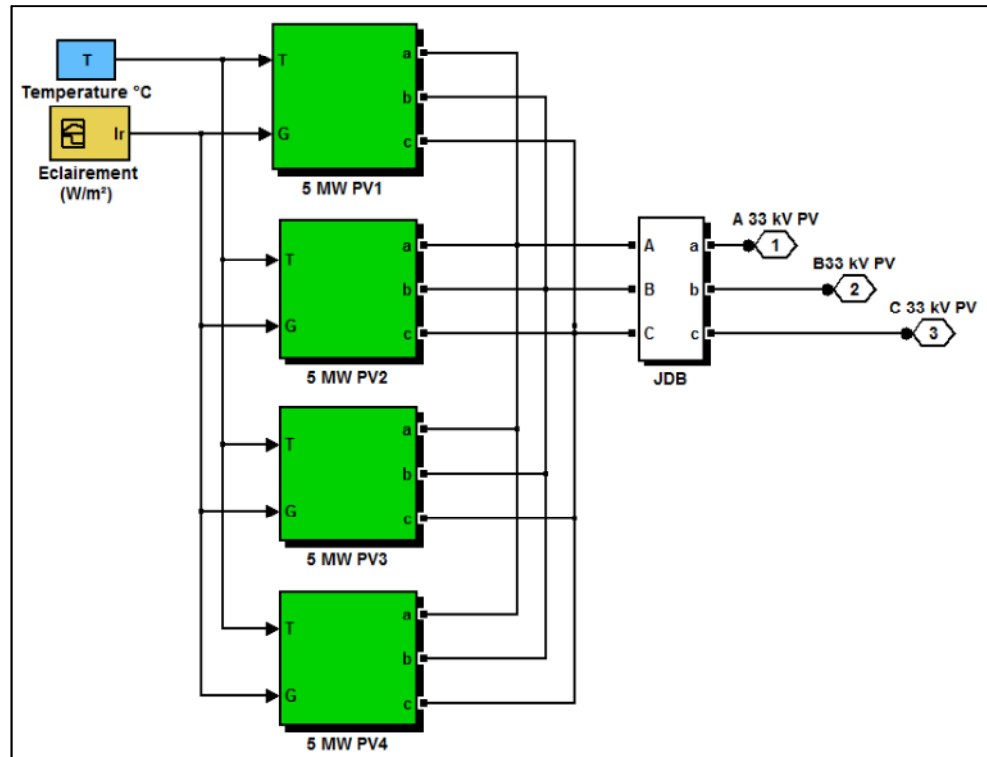 T
Temperature °C
Ir
Eclairement
(W/m²)
T
G
a
b
c
5 MW PV1
T
G
a
b
c
5 MW PV2
T
G
a
b
c
5 MW PV3
T
G
a
b
c
5 MW PV4
A
B
C
a
b
c
JDB
A 33 kV PV
1
B33 kV PV
2
C 33 kV PV
3